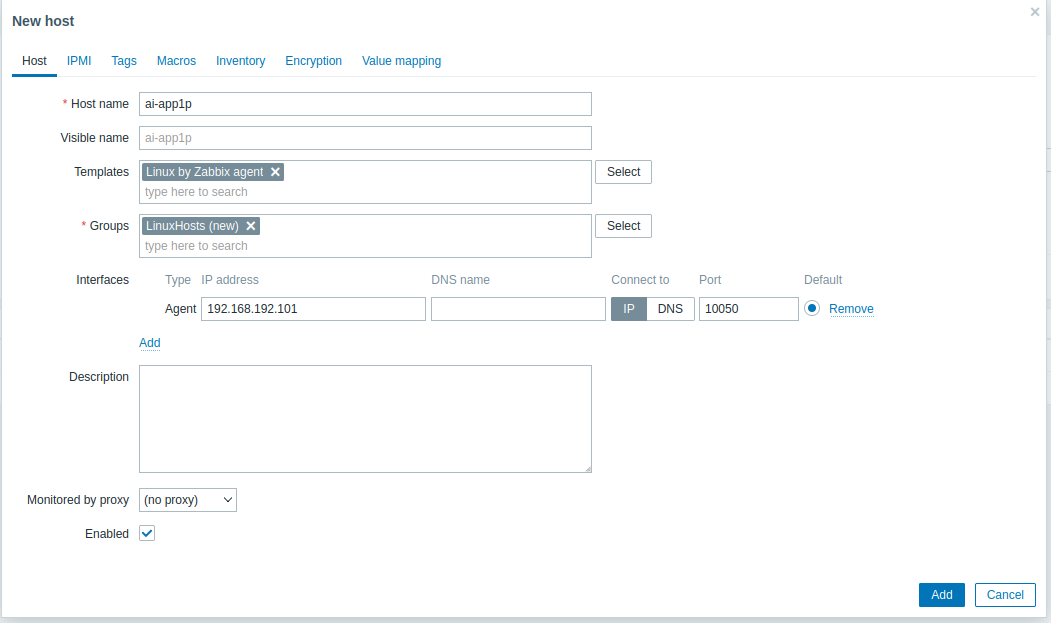 New host ×
Host IPMI Tags Macros Inventory Encryption Value mapping
* Host name ai-app1p
Visible name ai-app1p
Templates Linux by Zabbix agent × Select
type here to search
* Groups LinuxHosts (new) × Select
type here to search
Interfaces Type IP address DNS name Connect to Port Default
Agent 192.168.192.101 IP DNS 10050 Remove
Add
Description
Monitored by proxy (no proxy)
Enabled
Add Cancel